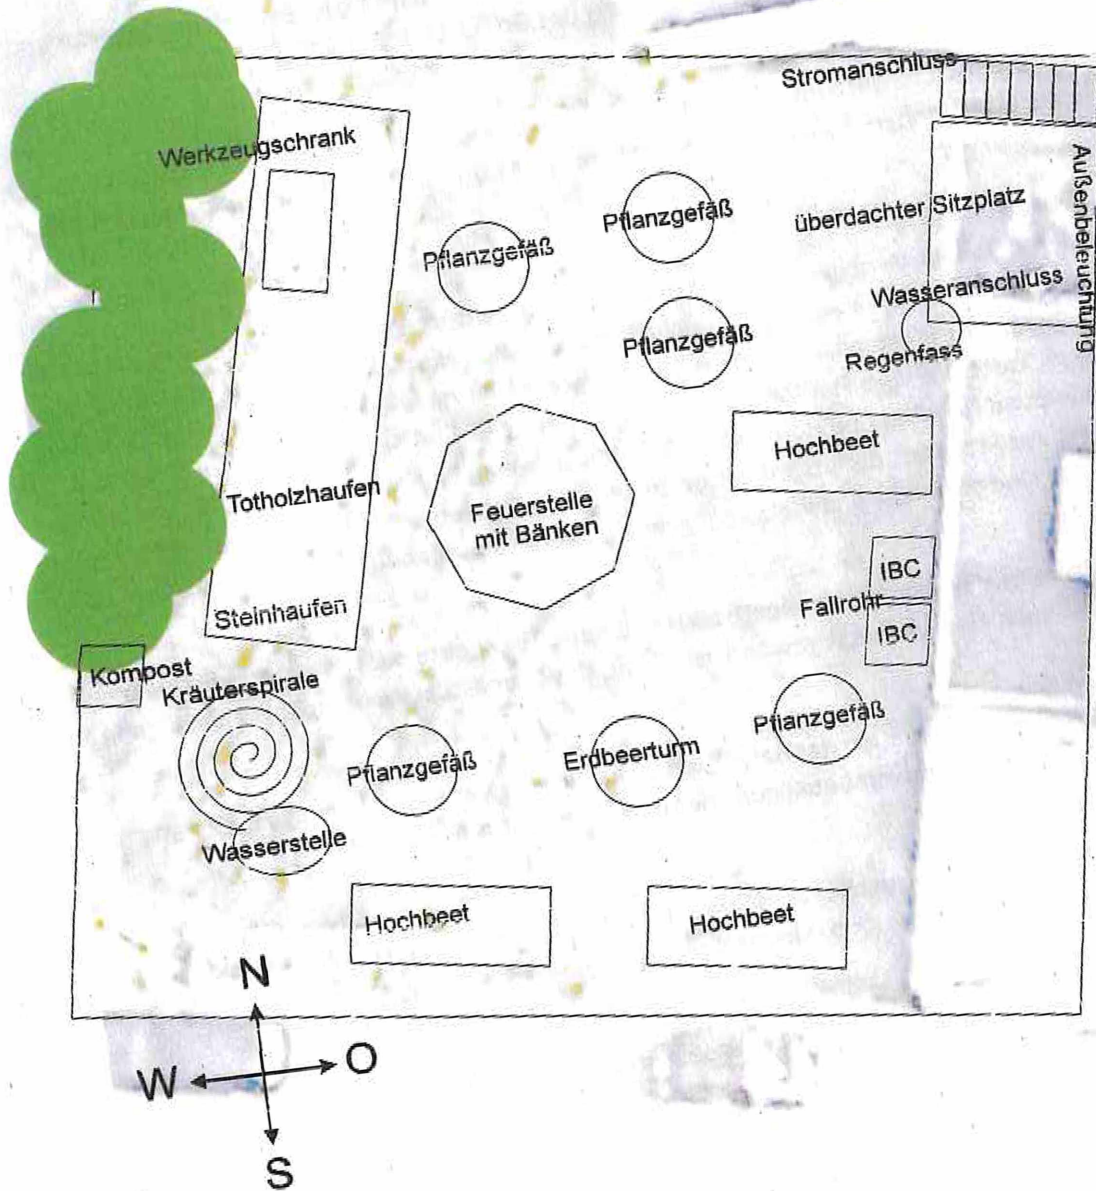 Stromanschluss
Werkzeugschrank
Außenbeleuchtung
Pflanzgefäß
überdachter Sitzplatz
Pflanzgefäß
Wasseranschluss
Pflanzgefäß
Regenfass
Hochbeet
Totholzhaufen
Feuerstelle
mit Bänken
IBC
Steinhaufen
Fallrohr
IBC
Kompost
Kräuterspirale
Pflanzgefäß
Pflanzgefäß
Erdbeerturm
Wasserstelle
Hochbeet
Hochbeet
N
W
O
S